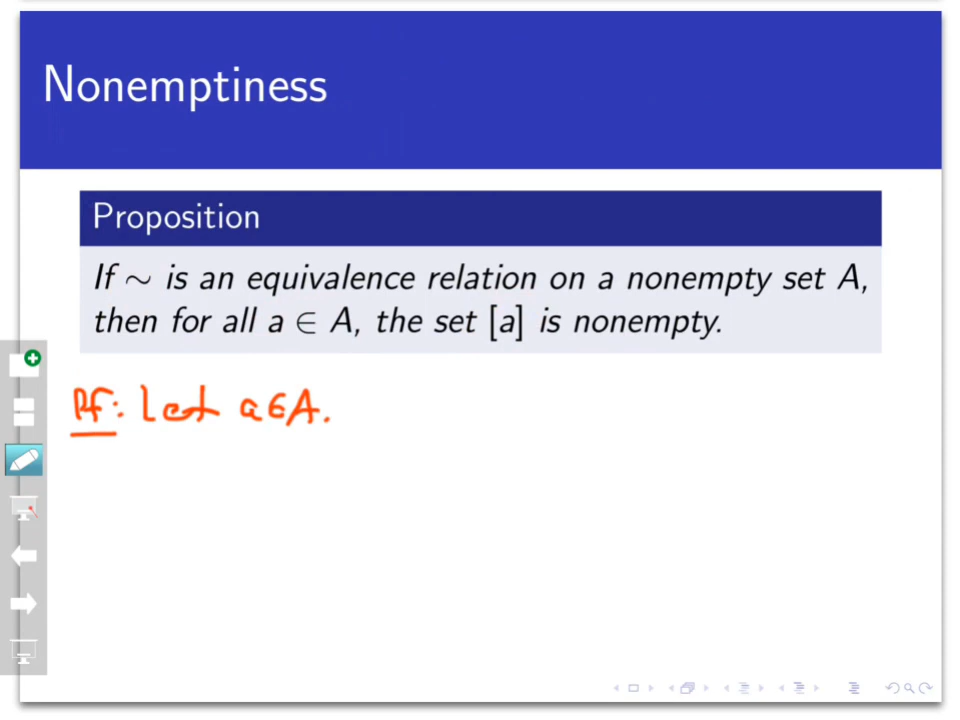 Nonemptiness
Proposition
If ∼ is an equivalence relation on a nonempty set A,
then for all a ∈ A, the set [a] is nonempty.
Pf: Let a∈A.